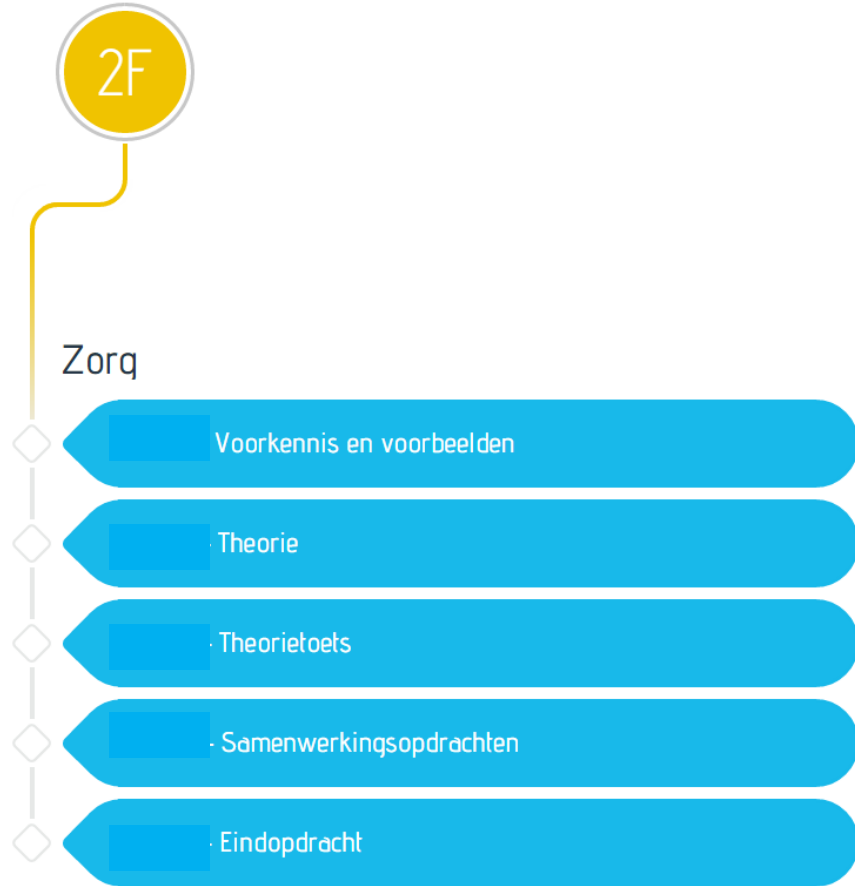 2F
Zorg
Voorkennis en voorbeelden
- Theorie
- Theorietoets
- Samenwerkingsopdrachten
- Eindopdracht